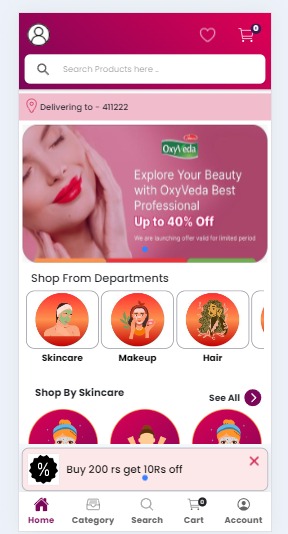 0
Search Products here ..
Delivering to - 411222
OxyVeda
Explore Your Beauty
with OxyVeda Best
Professional
Up to 40% Off
We are launching offer valid for limited period
Shop From Departments
Skincare Makeup Hair
Shop By Skincare
See All
% Buy 200 rs get 10Rs off
0
Home Category Search Cart Account